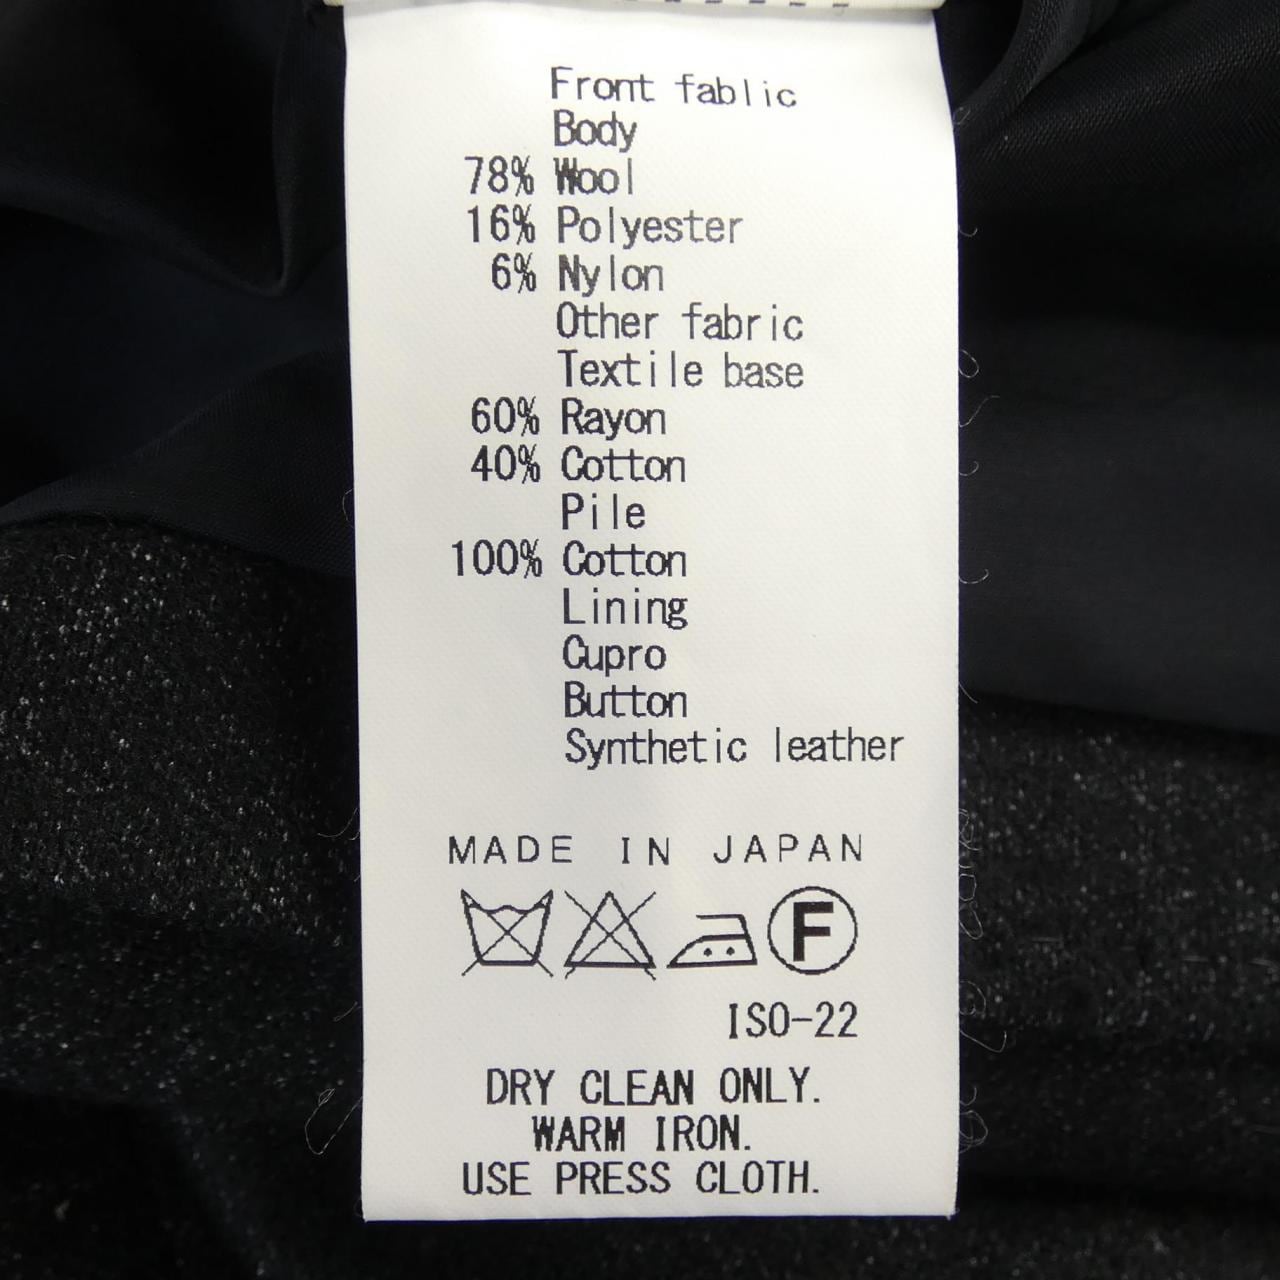 Front fablic
Body
78% Wool
16% Polyester
6% Nylon
Other fabric
Textile base
60% Rayon
40% Cotton
Pile
100% Cotton
Lining
Cupro
Button
Synthetic leather
MADE IN JAPAN
F
ISO-22
DRY CLEAN ONLY.
WARM IRON.
USE PRESS CLOTH.